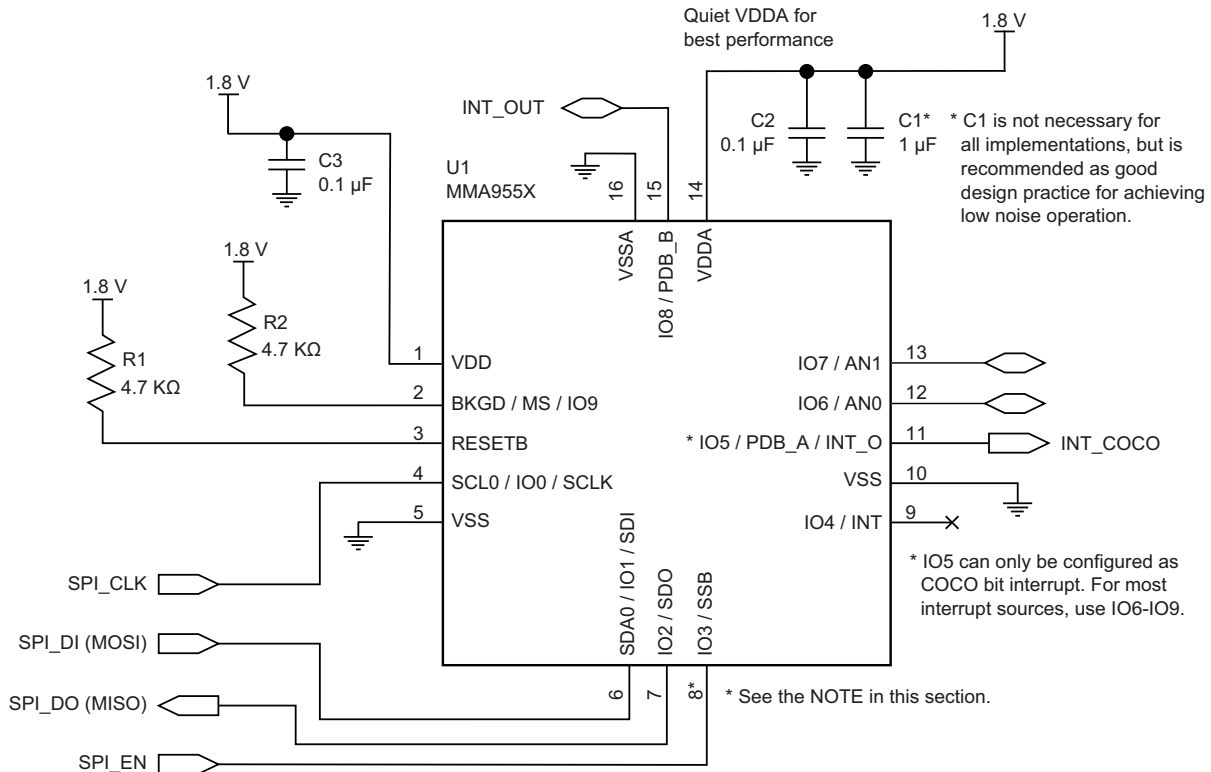 Quiet VDDA for
best performance
1.8 V
1.8 V
INT_OUT
C2
0.1 µF
C1*
1 µF
* C1 is not necessary for
all implementations, but is
recommended as good
design practice for achieving
low noise operation.
C3
0.1 µF
U1
MMA955X
16
15
14
VSSA
IO8 / PDB_B
VDDA
1.8 V
1.8 V
R2
4.7 KΩ
R1
4.7 KΩ
1
VDD
2
BKGD / MS / IO9
3
RESETB
4
SCL0 / IO0 / SCLK
5
VSS
IO7 / AN1
13
IO6 / AN0
12
* IO5 / PDB_A / INT_O
11
INT_COCO
VSS
10
IO4 / INT
9
* IO5 can only be configured as
COCO bit interrupt. For most
interrupt sources, use IO6-IO9.
SDA0 / IO1 / SDI
IO2 / SDO
IO3 / SSB
6
7
8*
* See the NOTE in this section.
SPI_CLK
SPI_DI (MOSI)
SPI_DO (MISO)
SPI_EN